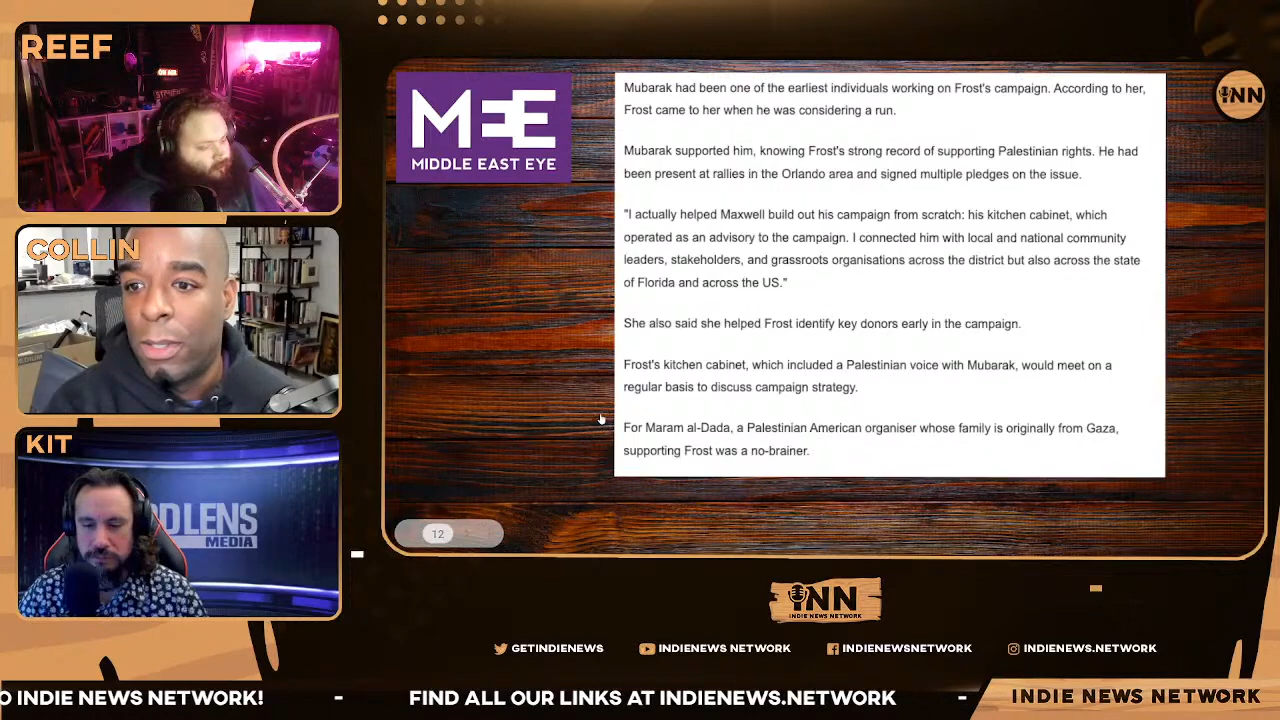 REEF
ON AIR
COLLIN
KIT
DLENS
MEDIA
MEE
MIDDLE EAST EYE
Mubarak had been one of the earliest individuals working on Frost's campaign. According to her,
Frost came to her when he was considering a run.
Mubarak supported him, knowing Frost's strong record of supporting Palestinian rights. He had
been present at rallies in the Orlando area and signed multiple pledges on the issue.
"I actually helped Maxwell build out his campaign from scratch: his kitchen cabinet, which
operated as an advisory to the campaign. I connected him with local and national community
leaders, stakeholders, and grassroots organisations across the district but also across the state
of Florida and across the US."
She also said she helped Frost identify key donors early in the campaign.
Frost's kitchen cabinet, which included a Palestinian voice with Mubarak, would meet on a
regular basis to discuss campaign strategy.
For Maram al-Dada, a Palestinian American organiser whose family is originally from Gaza,
supporting Frost was a no-brainer.
INN
12
INN
INDIE NEWS NETWORK
GETINDIENEWS
INDIE NEWS NETWORK
INDIENEWSNETWORK
INDIENEWS.NETWORK
O INDIE NEWS NETWORK! - FIND ALL OUR LINKS AT INDIENEWS.NETWORK -
INDIE NEWS NETWORK